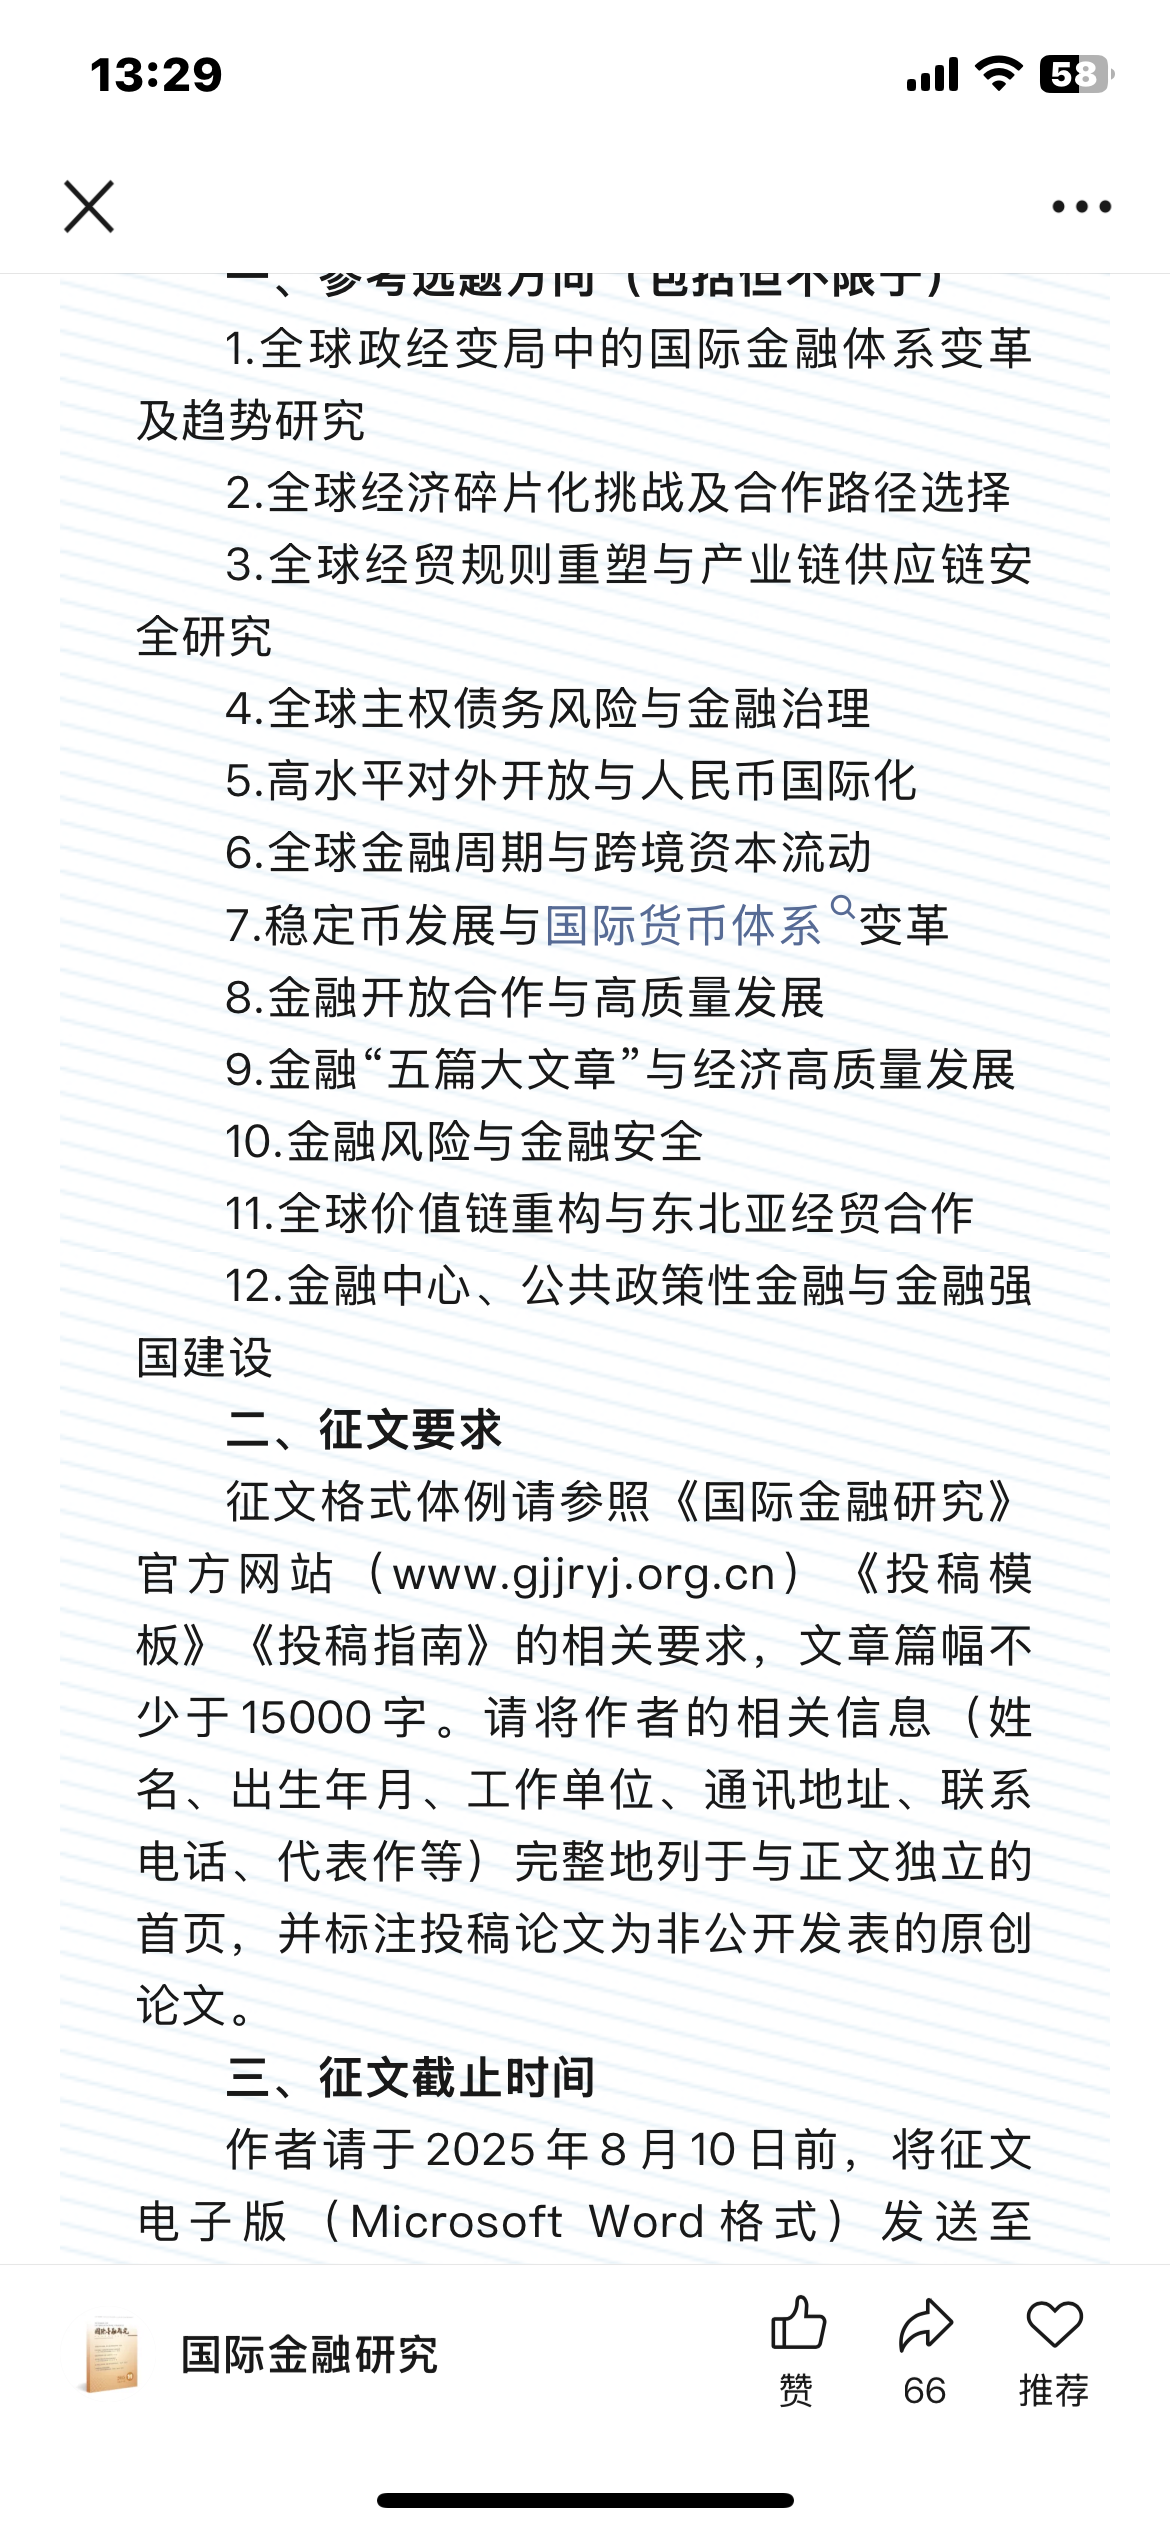 13:29
58
一、参考选题方向（包括但不限于）
1.全球政经变局中的国际金融体系变革
及趋势研究
2.全球经济碎片化挑战及合作路径选择
3.全球经贸规则重塑与产业链供应链安
全研究
4.全球主权债务风险与金融治理
5.高水平对外开放与人民币国际化
6.全球金融周期与跨境资本流动
7.稳定币发展与国际货币体系变革
8.金融开放合作与高质量发展
9.金融“五篇大文章”与经济高质量发展
10.金融风险与金融安全
11.全球价值链重构与东北亚经贸合作
12.金融中心、公共政策性金融与金融强
国建设
二、征文要求
征文格式体例请参照《国际金融研究》
官方网站（www.gjjryj.org.cn）《投稿模
板》《投稿指南》的相关要求，文章篇幅不
少于15000字。请将作者的相关信息（姓
名、出生年月、工作单位、通讯地址、联系
电话、代表作等）完整地列于与正文独立的
首页，并标注投稿论文为非公开发表的原创
论文。
三、征文截止时间
作者请于2025年8月10日前，将征文
电子版（Microsoft Word格式）发送至
国际金融研究
赞
66
推荐